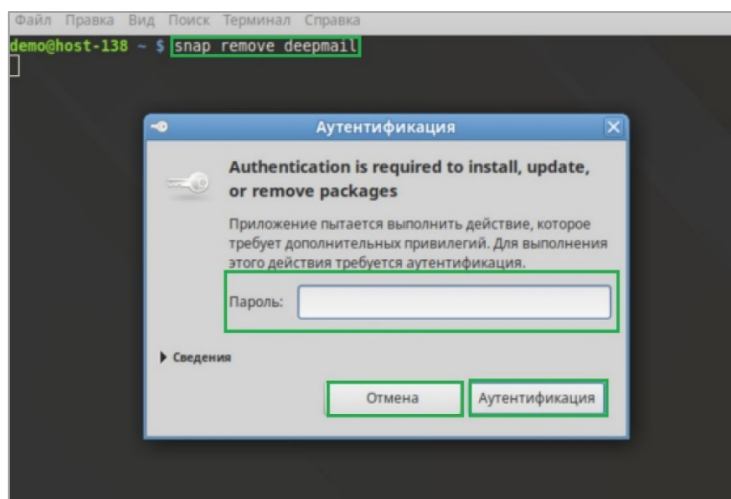 Файл Правка Вид Поиск Терминал Справка
demo@host-138 ~ $ snap remove deepmail
Аутентификация
Authentication is required to install, update,
or remove packages
Приложение пытается выполнить действие, которое
требует дополнительных привилегий. Для выполнения
этого действия требуется аутентификация.
Пароль:
Сведения
Отмена Аутентификация